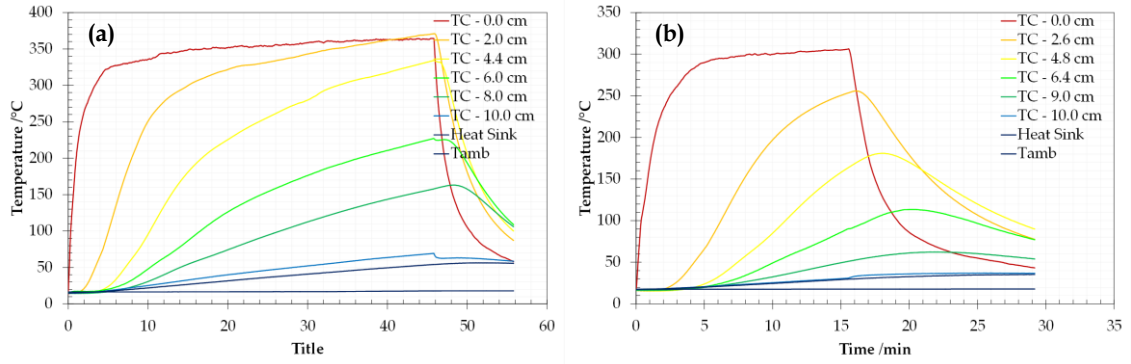 (a)
Temperature /°C
400
350
300
250
200
150
100
50
0
0 10 20 30 40 50 60
Title
TC - 0.0 cm
TC - 2.0 cm
TC - 4.4 cm
TC - 6.0 cm
TC - 8.0 cm
TC - 10.0 cm
Heat Sink
Tamb
(b)
Temperature /°C
350
300
250
200
150
100
50
0
0 5 10 15 20 25 30 35
Time /min
TC - 0.0 cm
TC - 2.6 cm
TC - 4.8 cm
TC - 6.4 cm
TC - 9.0 cm
TC - 10.0 cm
Heat Sink
Tamb